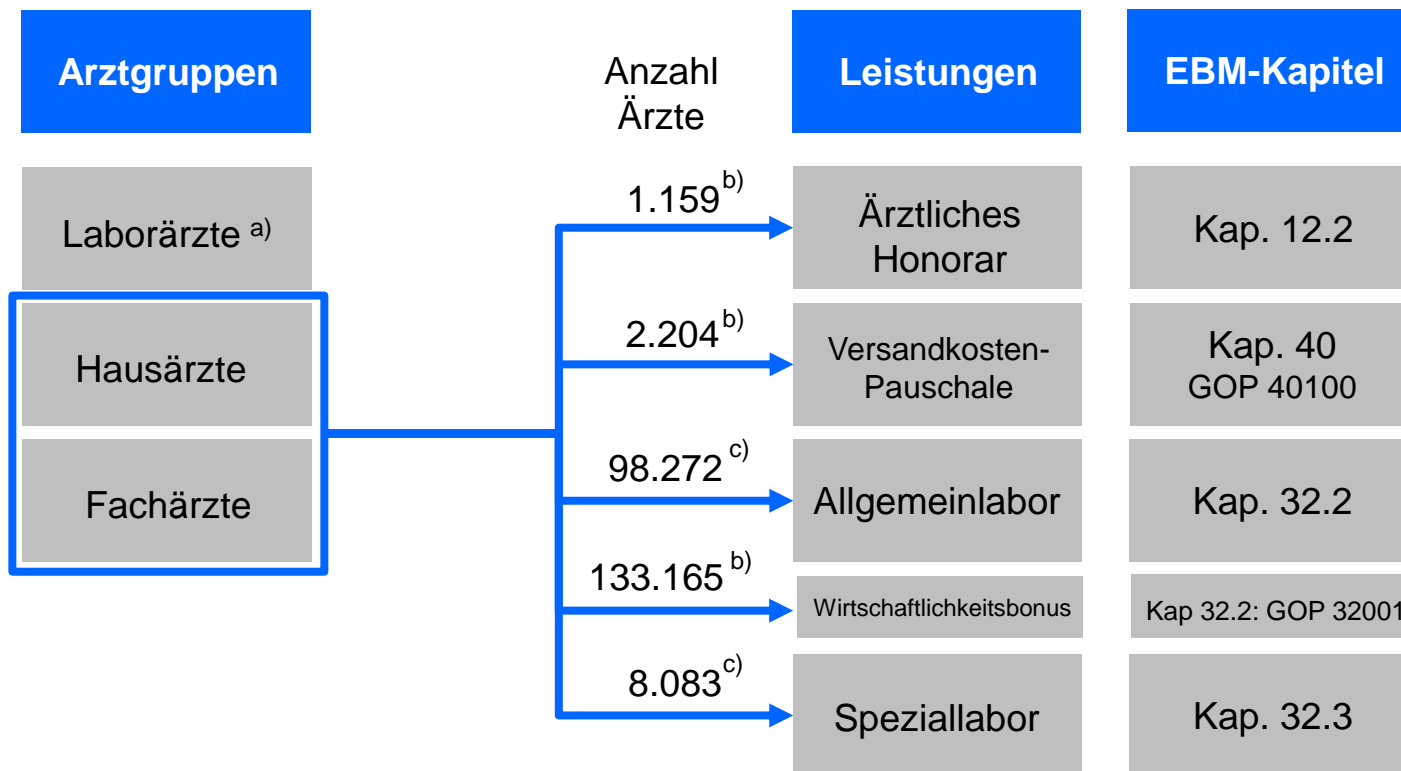 Arztgruppen
Anzahl
Ärzte
Leistungen
EBM-Kapitel
Laborärzte a)
1.159 b)
Ärztliches
Honorar
Kap. 12.2
Hausärzte
2.204 b)
Versandkosten-
Pauschale
Kap. 40
GOP 40100
Fachärzte
98.272 c)
Allgemeinlabor
Kap. 32.2
133.165 b)
Wirtschaftlichkeitsbonus
Kap 32.2: GOP 32001
8.083 c)
Speziallabor
Kap. 32.3